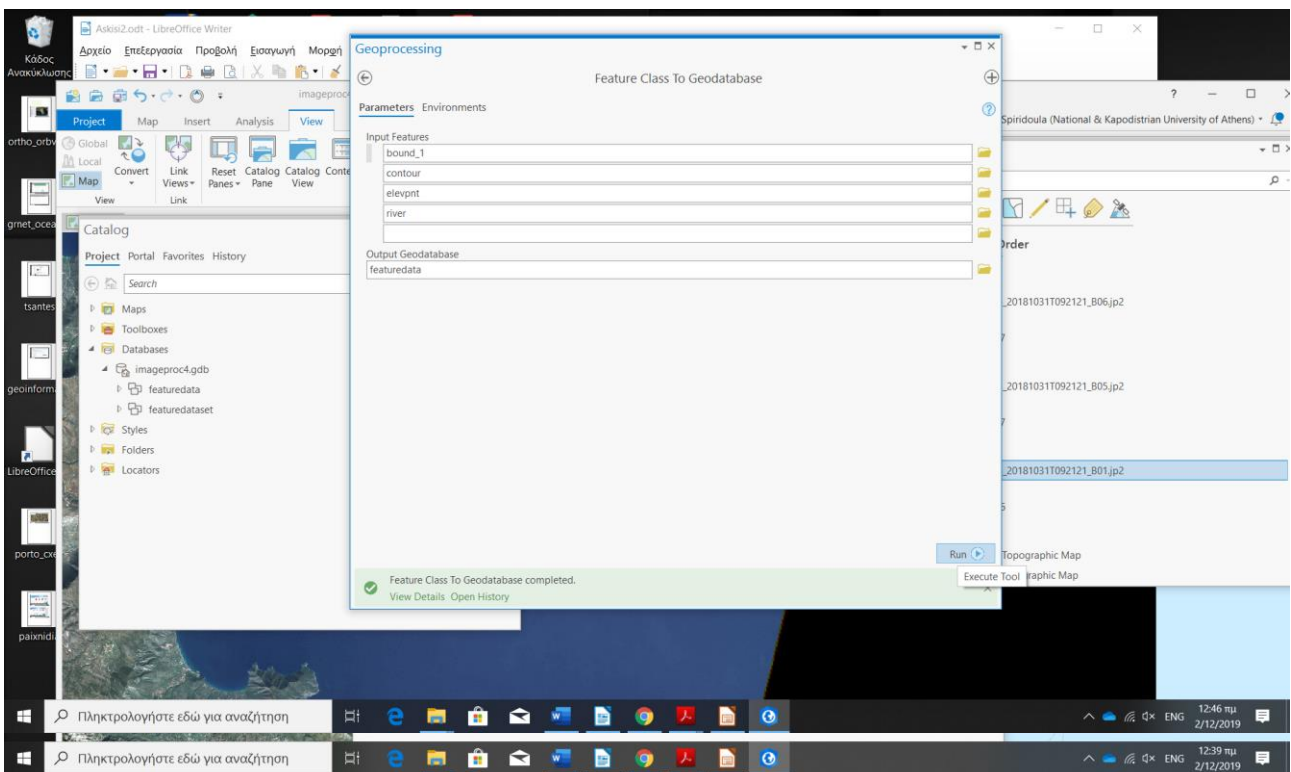 Askisi2.odt - LibreOffice Writer
Αρχείο Επεξεργασία Προβολή Εισαγωγή Μορφή
Κάδος
Ανακύκλωσης
imageproc
Project Map Insert Analysis View
Global
Local
Map
Convert
Link
Views
Reset
Panes
Catalog
Pane
Catalog
View
Conte
View
Link
Geoprocessing
Feature Class To Geodatabase
Parameters Environments
Input Features
bound_1
contour
elevpnt
river
Output Geodatabase
featuredata
Run
Execute Tool
Feature Class To Geodatabase completed.
View Details Open History
Catalog
Project Portal Favorites History
Search
Maps
Toolboxes
Databases
imageproc4.gdb
featuredata
featuredataset
Styles
Folders
Locators
Spiridoula (National & Kapodistrian University of Athens)
Order
_20181031T092121_B06.jp2
_20181031T092121_B05.jp2
_20181031T092121_B01.jp2
Topographic Map
raphic Map
ortho_orbv
grnet_ocea
tsantes
geoinform
LibreOffice
porto_cxe
paixnidi
Πληκτρολογήστε εδώ για αναζήτηση
ENG
12:46 πμ
2/12/2019
Πληκτρολογήστε εδώ για αναζήτηση
ENG
12:39 πμ
2/12/2019